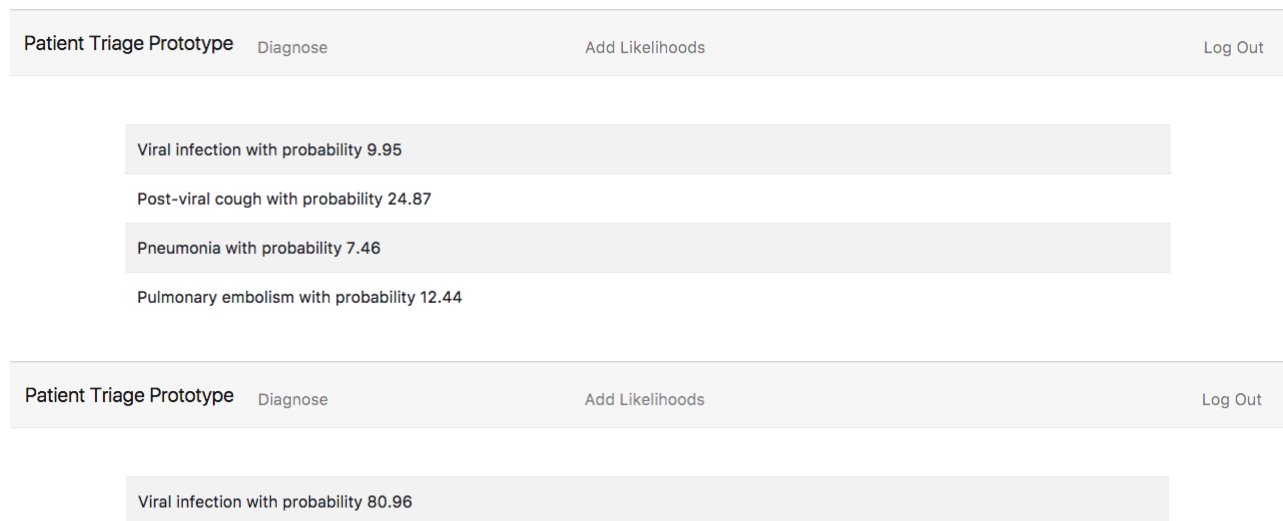 Patient Triage Prototype Diagnose Add Likelihoods Log Out
Viral infection with probability 9.95
Post-viral cough with probability 24.87
Pneumonia with probability 7.46
Pulmonary embolism with probability 12.44
Patient Triage Prototype Diagnose Add Likelihoods Log Out
Viral infection with probability 80.96